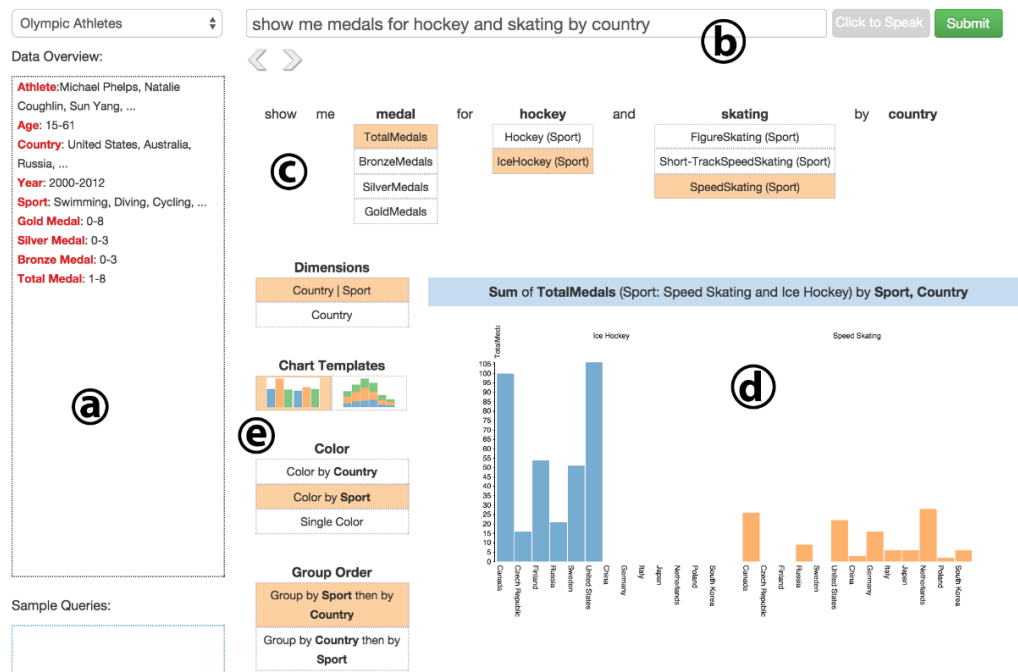 Olympic Athletes
show me medals for hockey and skating by country
Click to Speak
Submit
b
Data Overview:
Athlete:Michael Phelps, Natalie
Coughlin, Sun Yang, ...
Age: 15-61
Country: United States, Australia,
Russia, ...
Year: 2000-2012
Sport: Swimming, Diving, Cycling, ...
Gold Medal: 0-8
Silver Medal: 0-3
Bronze Medal: 0-3
Total Medal: 1-8
a
Sample Queries:
show me medal for hockey and skating by country
c
TotalMedals
BronzeMedals
SilverMedals
GoldMedals
Hockey (Sport)
IceHockey (Sport)
FigureSkating (Sport)
Short-TrackSpeedSkating (Sport)
SpeedSkating (Sport)
Dimensions
Country | Sport
Country
Chart Templates
e
Color
Color by Country
Color by Sport
Single Color
Group Order
Group by Sport then by
Country
Group by Country then by
Sport
Sum of TotalMedals (Sport: Speed Skating and Ice Hockey) by Sport, Country
TotalMed
Ice Hockey
Speed Skating
d
105
100
95
90
85
80
75
70
65
60
55
50
45
40
35
30
25
20
15
10
5
0
Canada
Czech Republic
Finland
Russia
Sweden
United States
China
Germany
Italy
Japan
Netherlands
Poland
South Korea
Canada
Czech Republic
Finland
Russia
Sweden
United States
China
Germany
Italy
Japan
Netherlands
Poland
South Korea